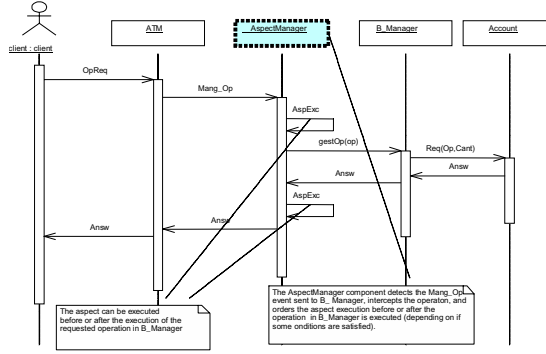 ATM
AspectManager
B_Manager
Account
client : client
OpReq
Mang_Op
AspExc
gestOp(op)
Req(Op,Cant)
Answ
Answ
AspExc
Answ
Answ
The aspect can be executed
before or after the execution of the
requested operation in B_Manager
The AspectManager component detects the Mang_Op
event sent to B_ Manager, intercepts the operaton, and
orders the aspect execution before or after the
operation in B_Manager is executed (depending on if
some onditions are satisfied).